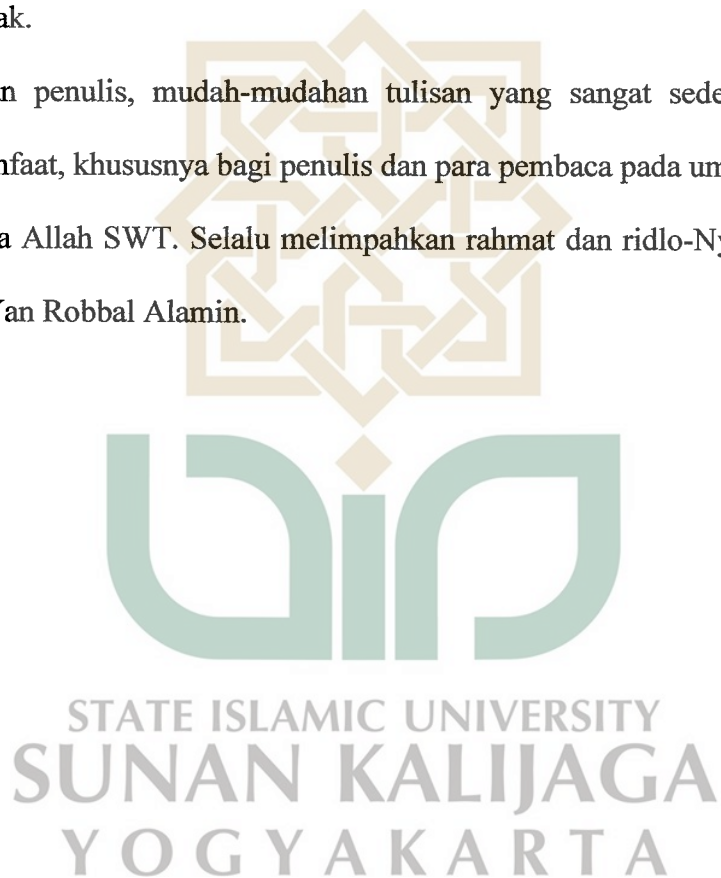 ak.
n penulis, mudah-mudahan tulisan yang sangat sede
nfaat, khususnya bagi penulis dan para pembaca pada um
a Allah SWT. Selalu melimpahkan rahmat dan ridlo-Ny
Yan Robbal Alamin.
STATE ISLAMIC UNIVERSITY
SUNAN KALIJAGA
YOGYAKARTA